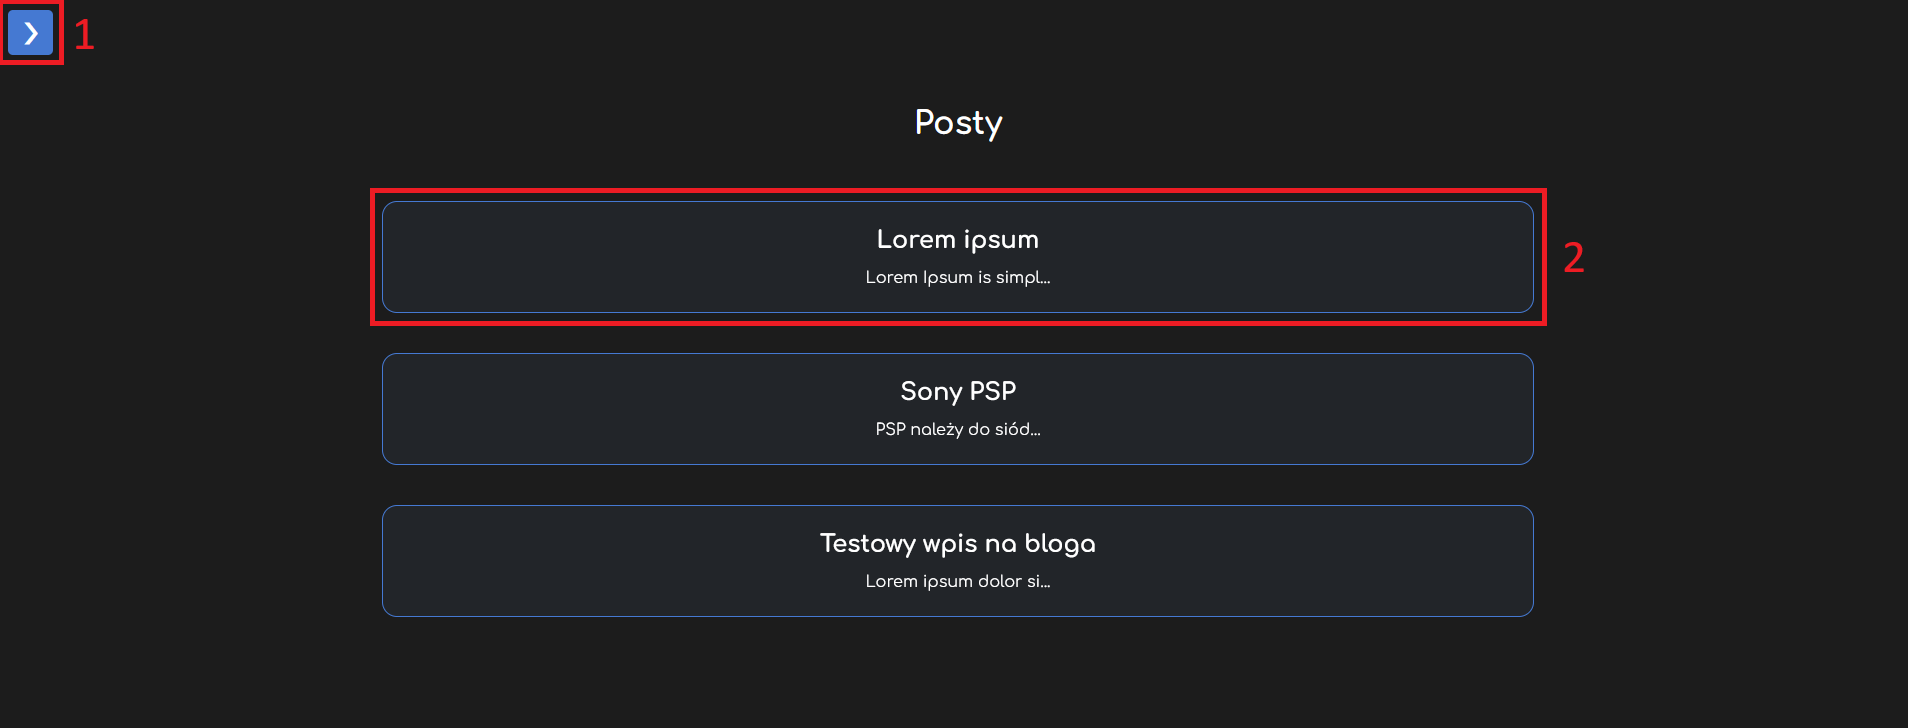 1
Posty
Lorem ipsum
Lorem Ipsum is simpl...
2
Sony PSP
PSP należy do siód...
Testowy wpis na bloga
Lorem ipsum dolor si...